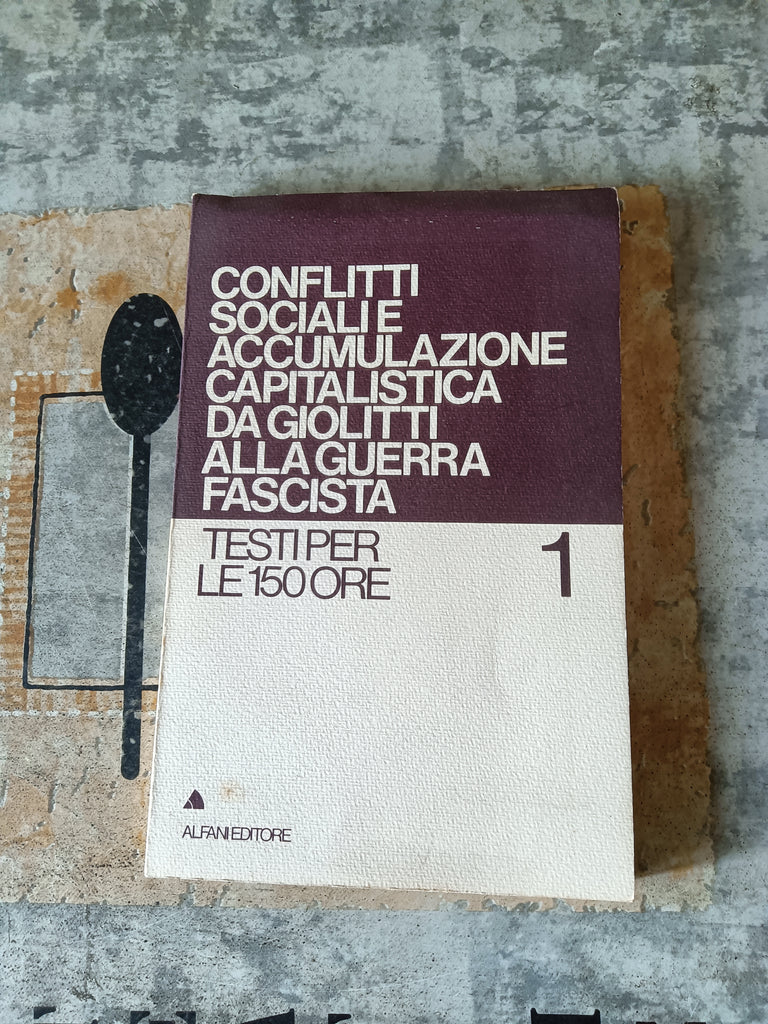 CONFLITTI
SOCIALI E
ACCUMULAZIONE
CAPITALISTICA
DA GIOLITTI
ALLA GUERRA
FASCISTA
TESTI PER
LE 150 ORE
1
ALFANI EDITORE